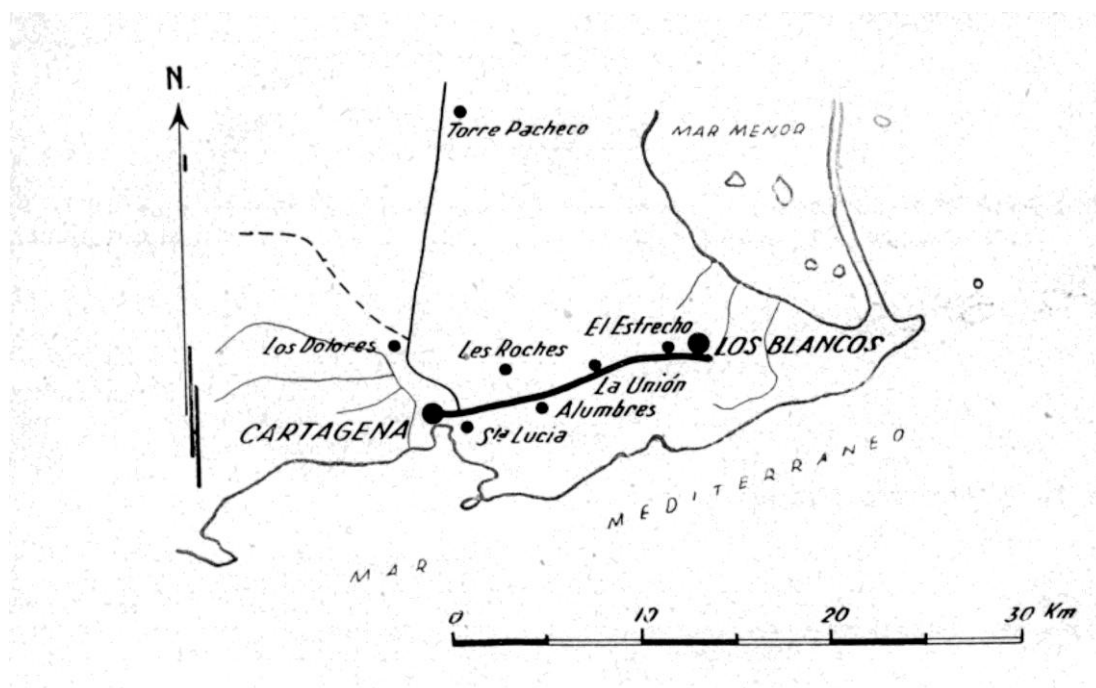 N
Torre Pacheco
MAR MENOR
El Estrecho
Los Dolores
Les Roches
LOS BLANCOS
La Unión
Alumbres
CARTAGENA
Sta Lucia
MAR MEDITERRANEO
0 10 20 30 Km